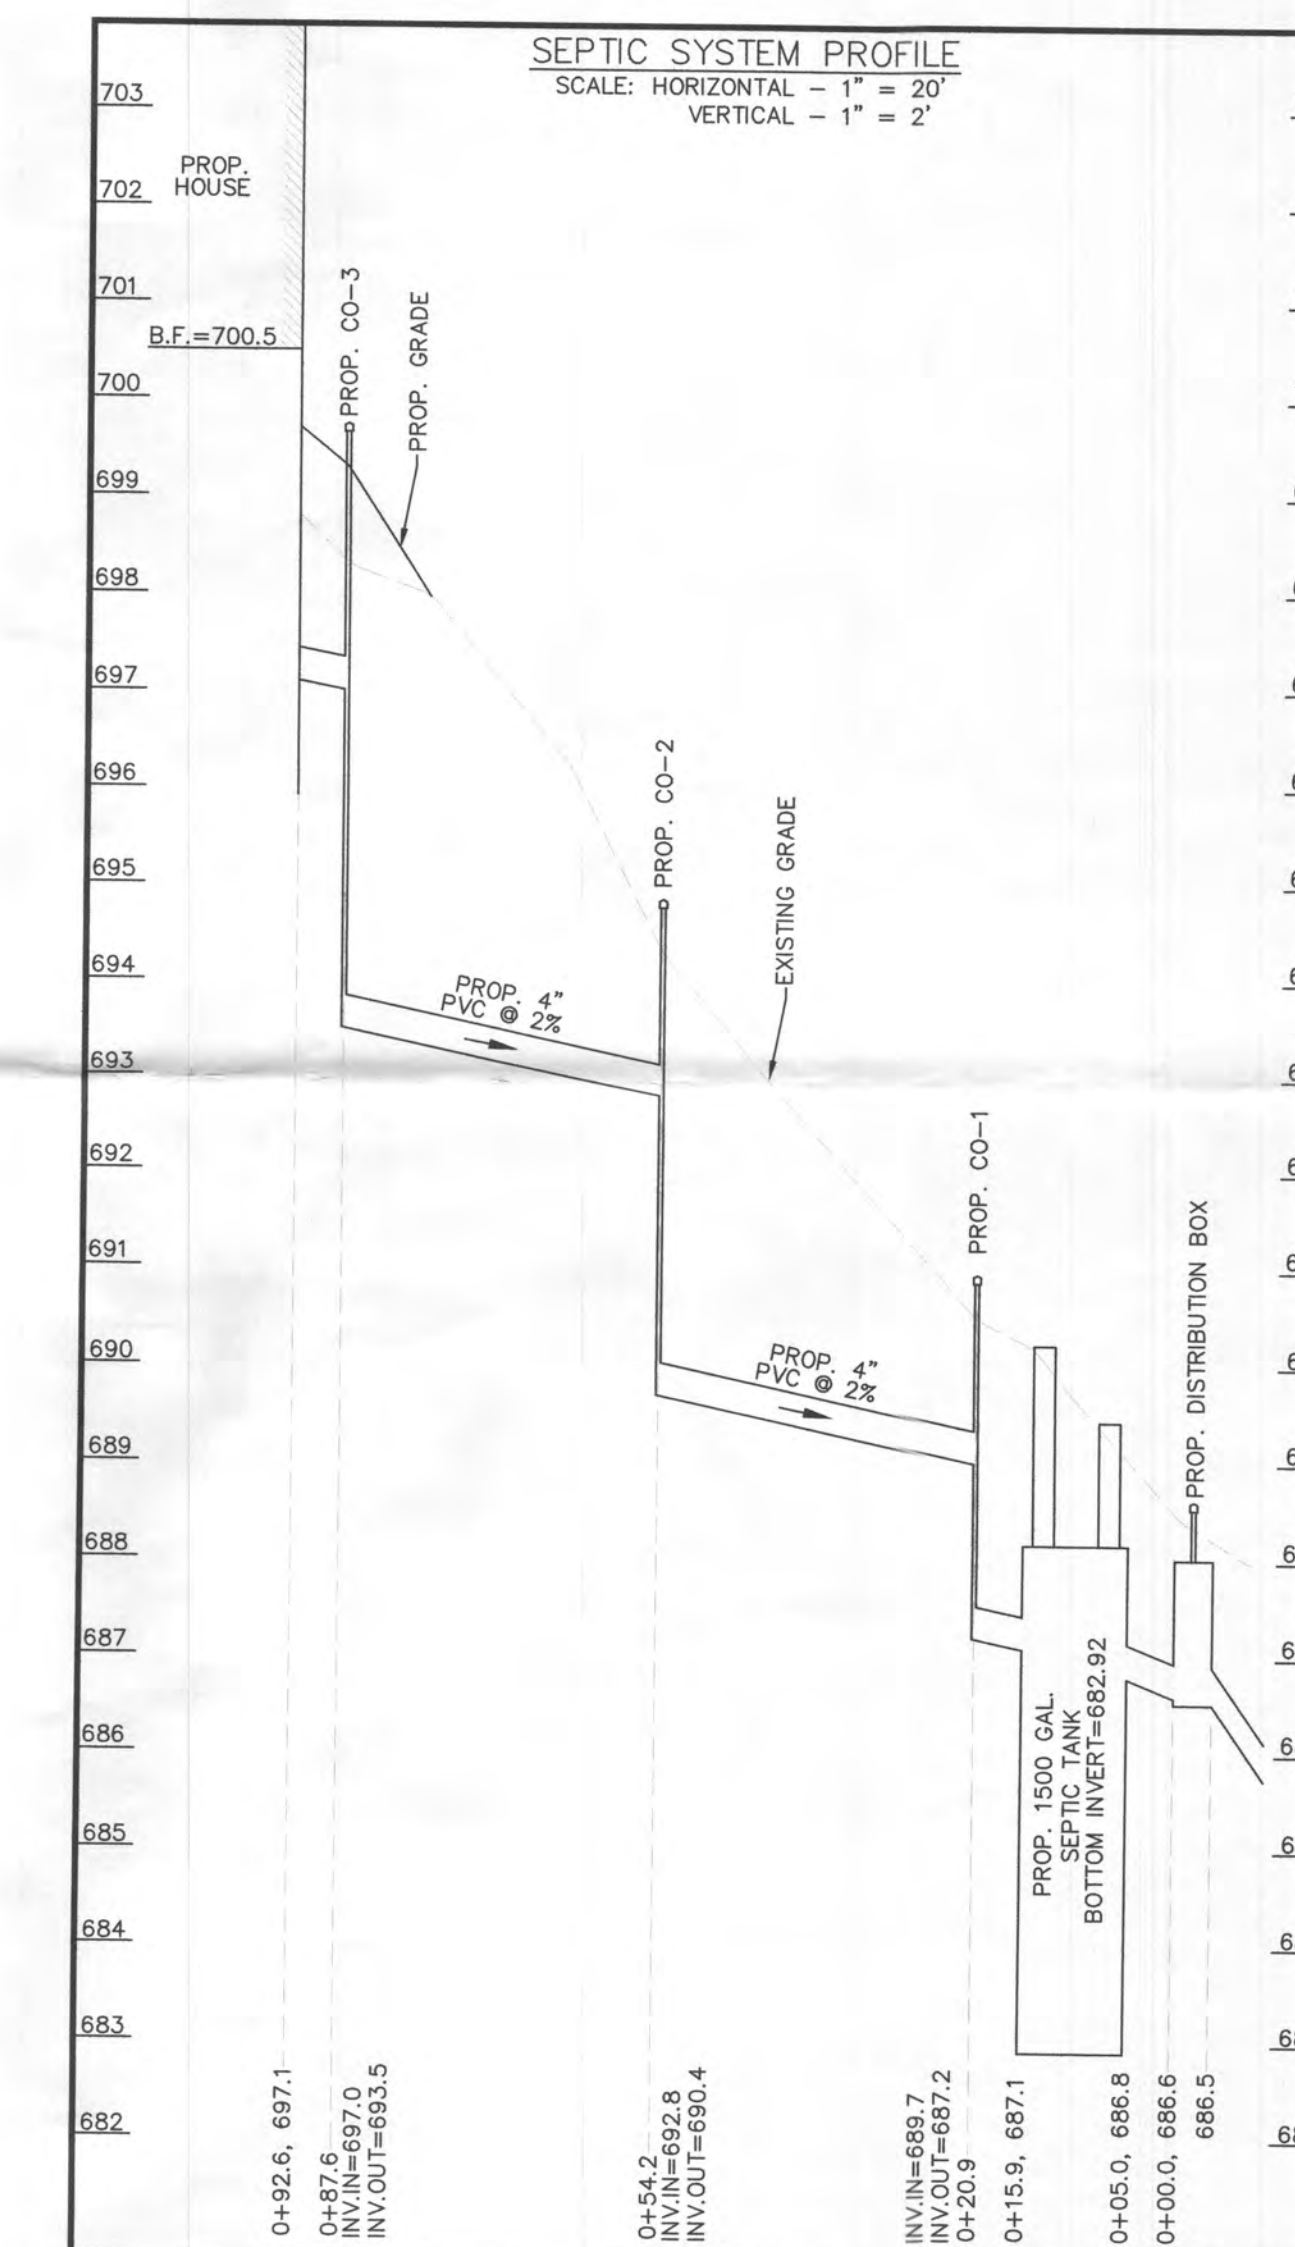 SEPTIC SYSTEM PROFILE
SCALE: HORIZONTAL – 1" = 20'
VERTICAL – 1" = 2'
703
PROP.
HOUSE
702
701
B.F.=700.5
700
699
698
697
696
695
694
693
692
691
690
689
688
687
686
685
684
683
682
PROP. CO-3
PROP. GRADE
PROP. CO-2
EXISTING GRADE
PROP. 4"
PVC @ 2%
PROP. CO-1
PROP. 4"
PVC @ 2%
PROP. DISTRIBUTION BOX
PROP. 1500 GAL.
SEPTIC TANK
BOTTOM INVERT=682.92
0+92.6, 697.1
0+87.6
INV.IN=697.0
INV.OUT=693.5
0+54.2
INV.IN=692.8
INV.OUT=690.4
INV.IN=689.7
INV.OUT=687.2
0+20.9
0+15.9, 687.1
0+05.0, 686.8
0+00.0, 686.6
686.5